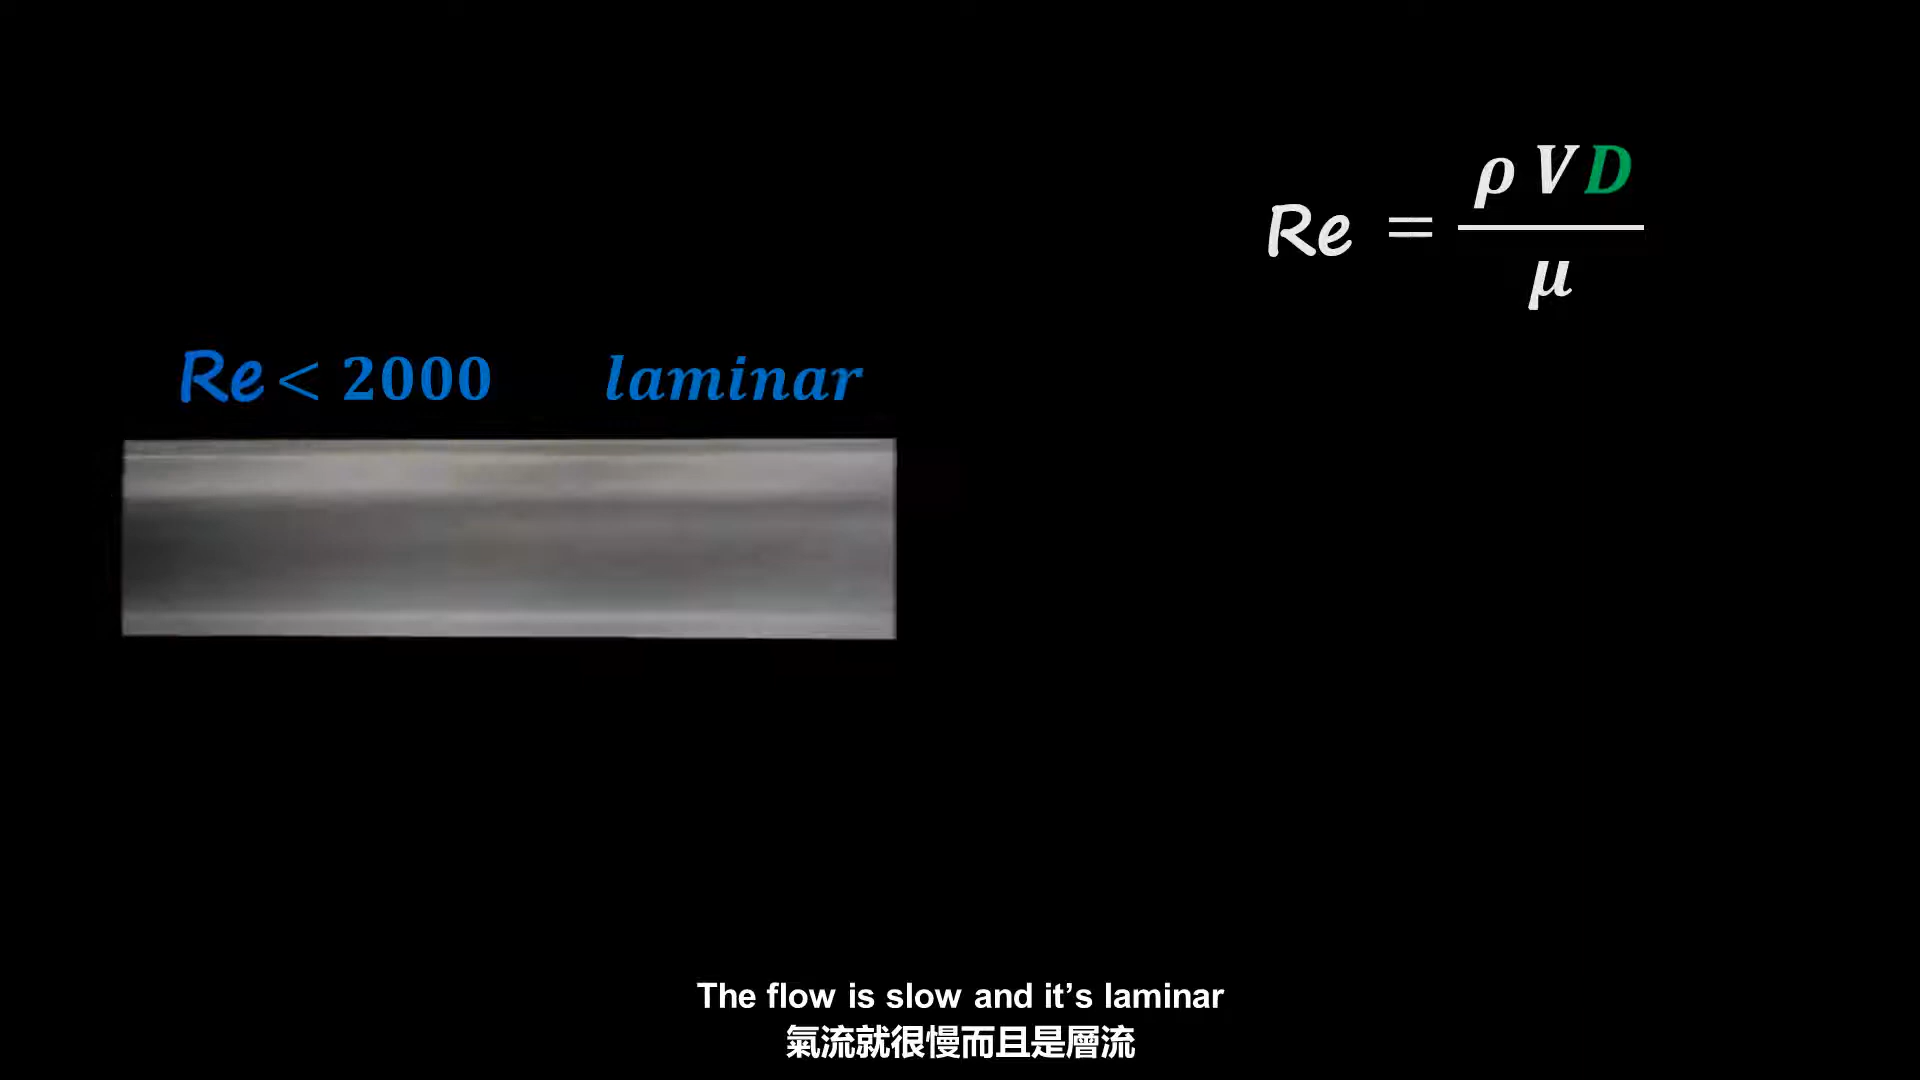 Re = ρVD/μ
Re < 2000 laminar
The flow is slow and it’s laminar
氣流就很慢而且是層流